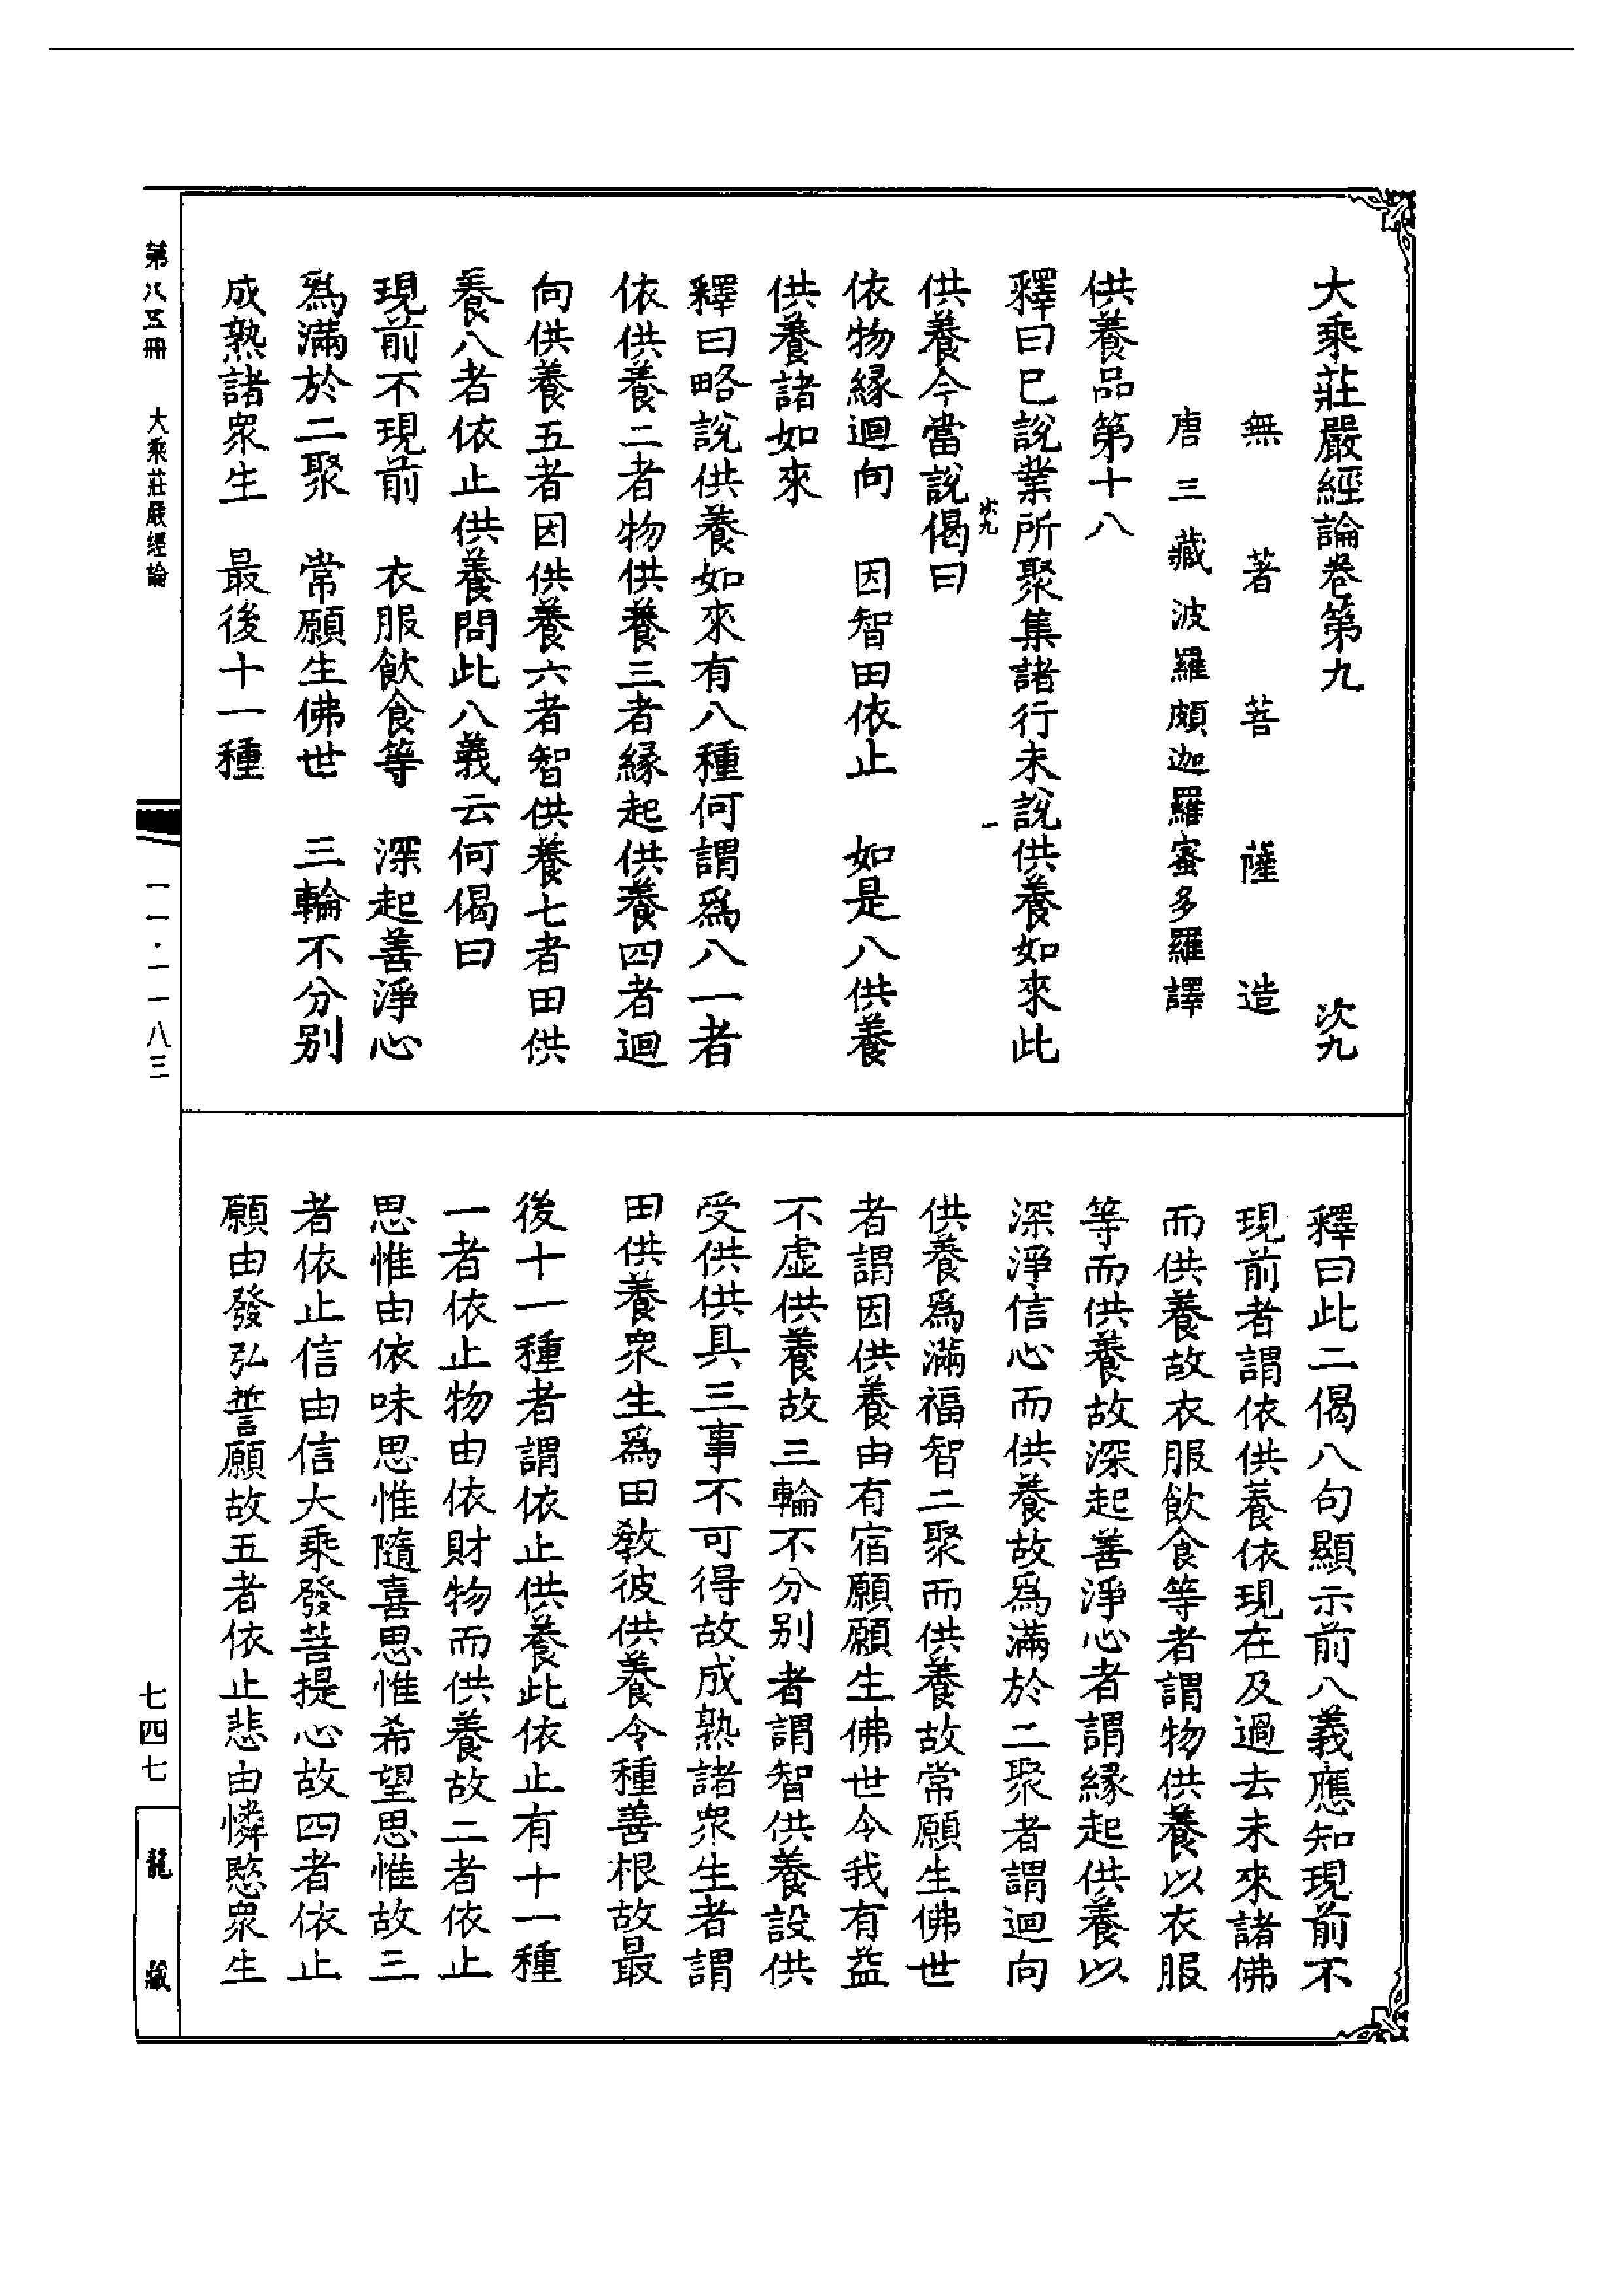 大乘莊嚴經論卷第九　次九
無著菩薩造
唐三藏波羅頗迦羅蜜多羅譯
供養品第十八
釋曰已說業所聚集諸行未說供養如來此
次九　一
供養今當說偈曰
依物緣迴向　因智田依止　如是八供養
供養諸如來
釋曰略說供養如來有八種何謂爲八一者
依供養二者物供養三者緣起供養四者迴
向供養五者因供養六者智供養七者田供
養八者依止供養問此八義云何偈曰
現前不現前　衣服飲食等　深起善淨心
爲滿於二聚　常願生佛世　三輪不分別
成熟諸衆生　最後十一種
釋曰此二偈八句顯示前八義應知現前不
現前者謂依供養依現在及過去未來諸佛
而供養故衣服飲食等者謂物供養以衣服
等而供養故深起善淨心者謂緣起供養以
深淨信心而供養故爲滿於二聚者謂迴向
供養爲滿福智二聚而供養故常願生佛世
者謂因供養由有宿願願生佛世令我有益
不虛供養故三輪不分別者謂智供養設供
受供供具三事不可得故成熟諸衆生者謂
田供養衆生爲田教彼供養令種善根故最
後十一種者謂依止供養此依止有十一種
一者依止物由依財物而供養故二者依止
思惟由依味思惟隨喜思惟希望思惟故三
者依止信由信大乘發菩提心故四者依止
願由發弘誓願故五者依止悲由憐愍衆生
第八五冊　大乘莊嚴經論
一一·一一八三
七四七
龍藏